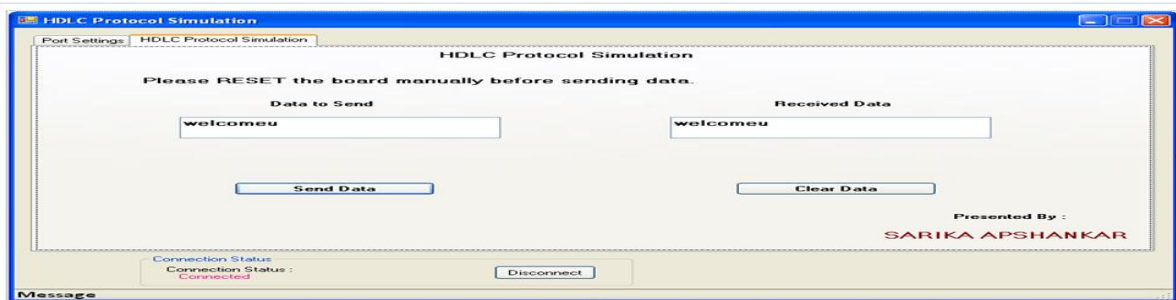 HDLC Protocol Simulation
Port Settings HDLC Protocol Simulation
HDLC Protocol Simulation
Please RESET the board manually before sending data.
Data to Send Received Data
welcomeu welcomeu
Send Data Clear Data
Presented By :
SARIKA APSHANKAR
Connection Status
Connection Status :
Connected
Disconnect
Message